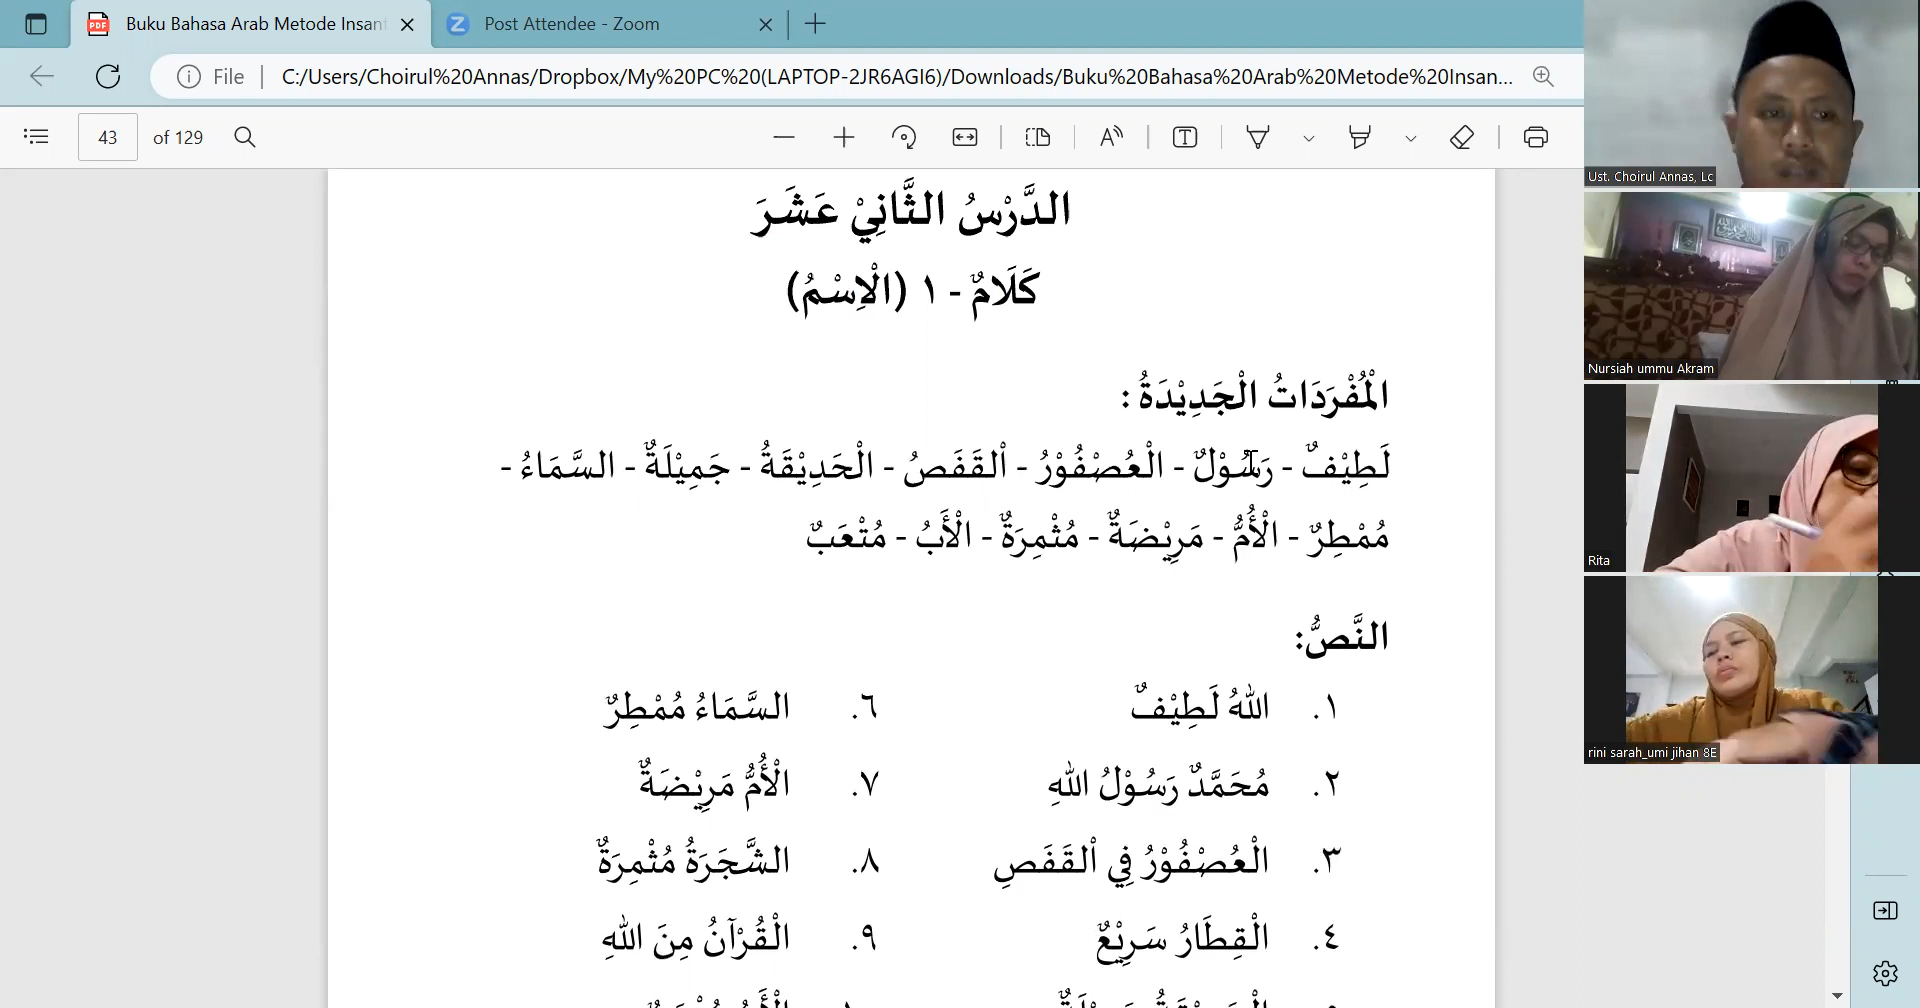 Buku Bahasa Arab Metode Insan
Post Attendee - Zoom
File
C:/Users/Choirul%20Annas/Dropbox/My%20PC%20(LAPTOP-2JR6AGI6)/Downloads/Buku%20Bahasa%20Arab%20Metode%20Insan...
43 of 129
الدَّرْسُ الثَّانِيْ عَشَرَ
كَلَامٌ - ١ (الْاِسْمُ)
الْمُفْرَدَاتُ الْجَدِيْدَةُ :
لَطِيْفٌ - رَسُوْلٌ - الْعُصْفُوْرُ - اْلقَفَصُ - الْحَدِيْقَةُ - جَمِيْلَةٌ - السَّمَاءُ -
مُمْطِرٌ - الْأُمُّ - مَرِيْضَةٌ - مُثْمِرَةٌ - الْأَبُ - مُتْعَبٌ
النَّصُّ:
١. اللهُ لَطِيْفٌ
٢. مُحَمَّدٌ رَسُوْلُ اللهِ
٣. الْعُصْفُوْرُ فِي اْلقَفَصِ
٤. الْقِطَارُ سَرِيْعٌ
٦. السَّمَاءُ مُمْطِرٌ
٧. الْأُمُّ مَرِيْضَةٌ
٨. الشَّجَرَةُ مُثْمِرَةٌ
٩. الْقُرْآنُ مِنَ اللهِ
Ust. Choirul Annas, Lc
Nursiah ummu Akram
Rita
rini sarah_umi jihan 8E